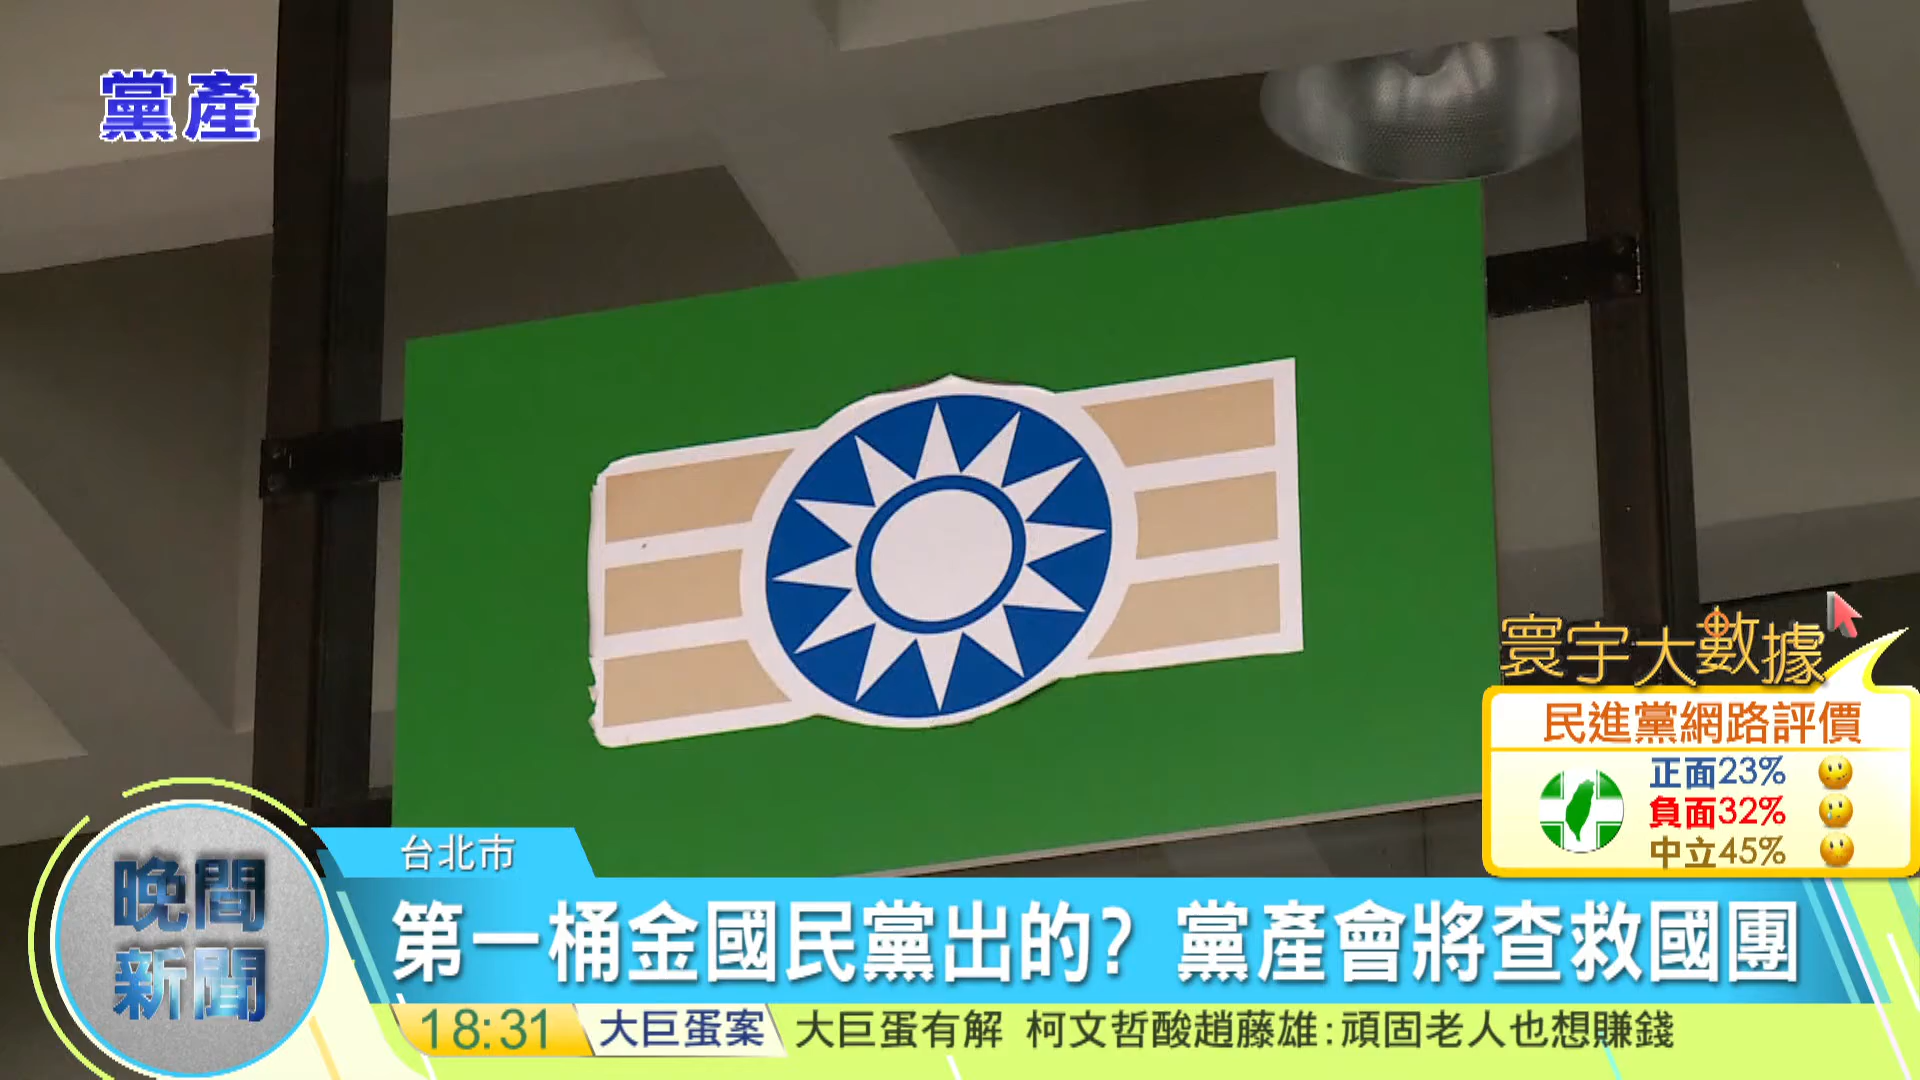 黨產
寰宇大數據
民進黨網路評價
正面23%
負面32%
中立45%
台北市
晚間
新聞
第一桶金國民黨出的? 黨產會將查救國團
18:31 大巨蛋案 大巨蛋有解 柯文哲酸趙藤雄:頑固老人也想賺錢